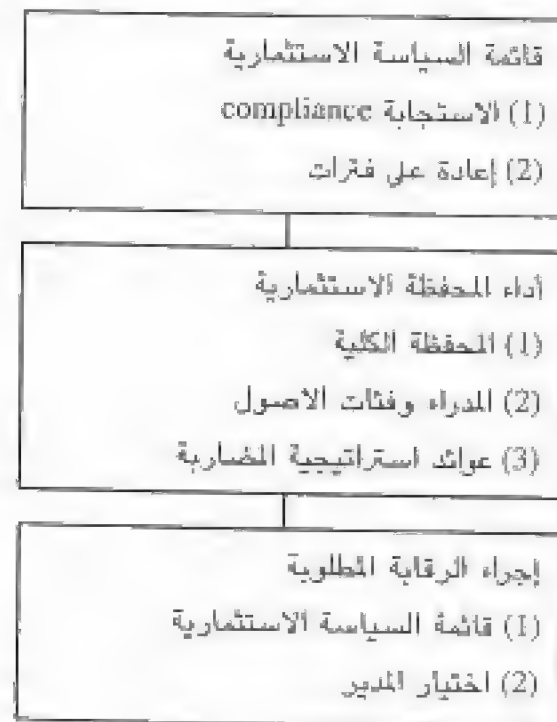 قائمة السياسة الاستثمارية
(1) الاستجابة compliance
(2) إعادة على فترات
أداء المحفظة الاستثمارية
(1) المحفظة الكلية
(2) المدراء وفئات الاصول
(3) عوائد استراتيجية المضاربة
إجراء الرقابة المطلوبة
(1) قائمة السياسة الاستثمارية
(2) اختيار المدير